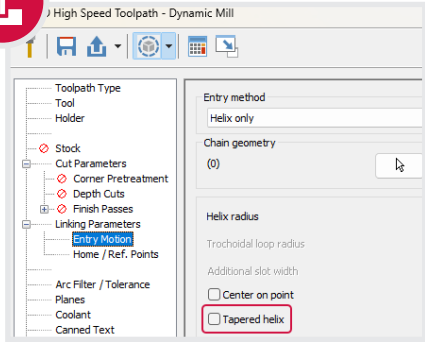 High Speed Toolpath - Dynamic Mill
Toolpath Type
Tool
Holder
Stock
Cut Parameters
Corner Pretreatment
Depth Cuts
Finish Passes
Linking Parameters
Entry Motion
Home / Ref. Points
Arc Filter / Tolerance
Planes
Coolant
Canned Text
Entry method
Helix only
Chain geometry
(0)
Helix radius
Trochoidal loop radius
Additional slot width
Center on point
Tapered helix